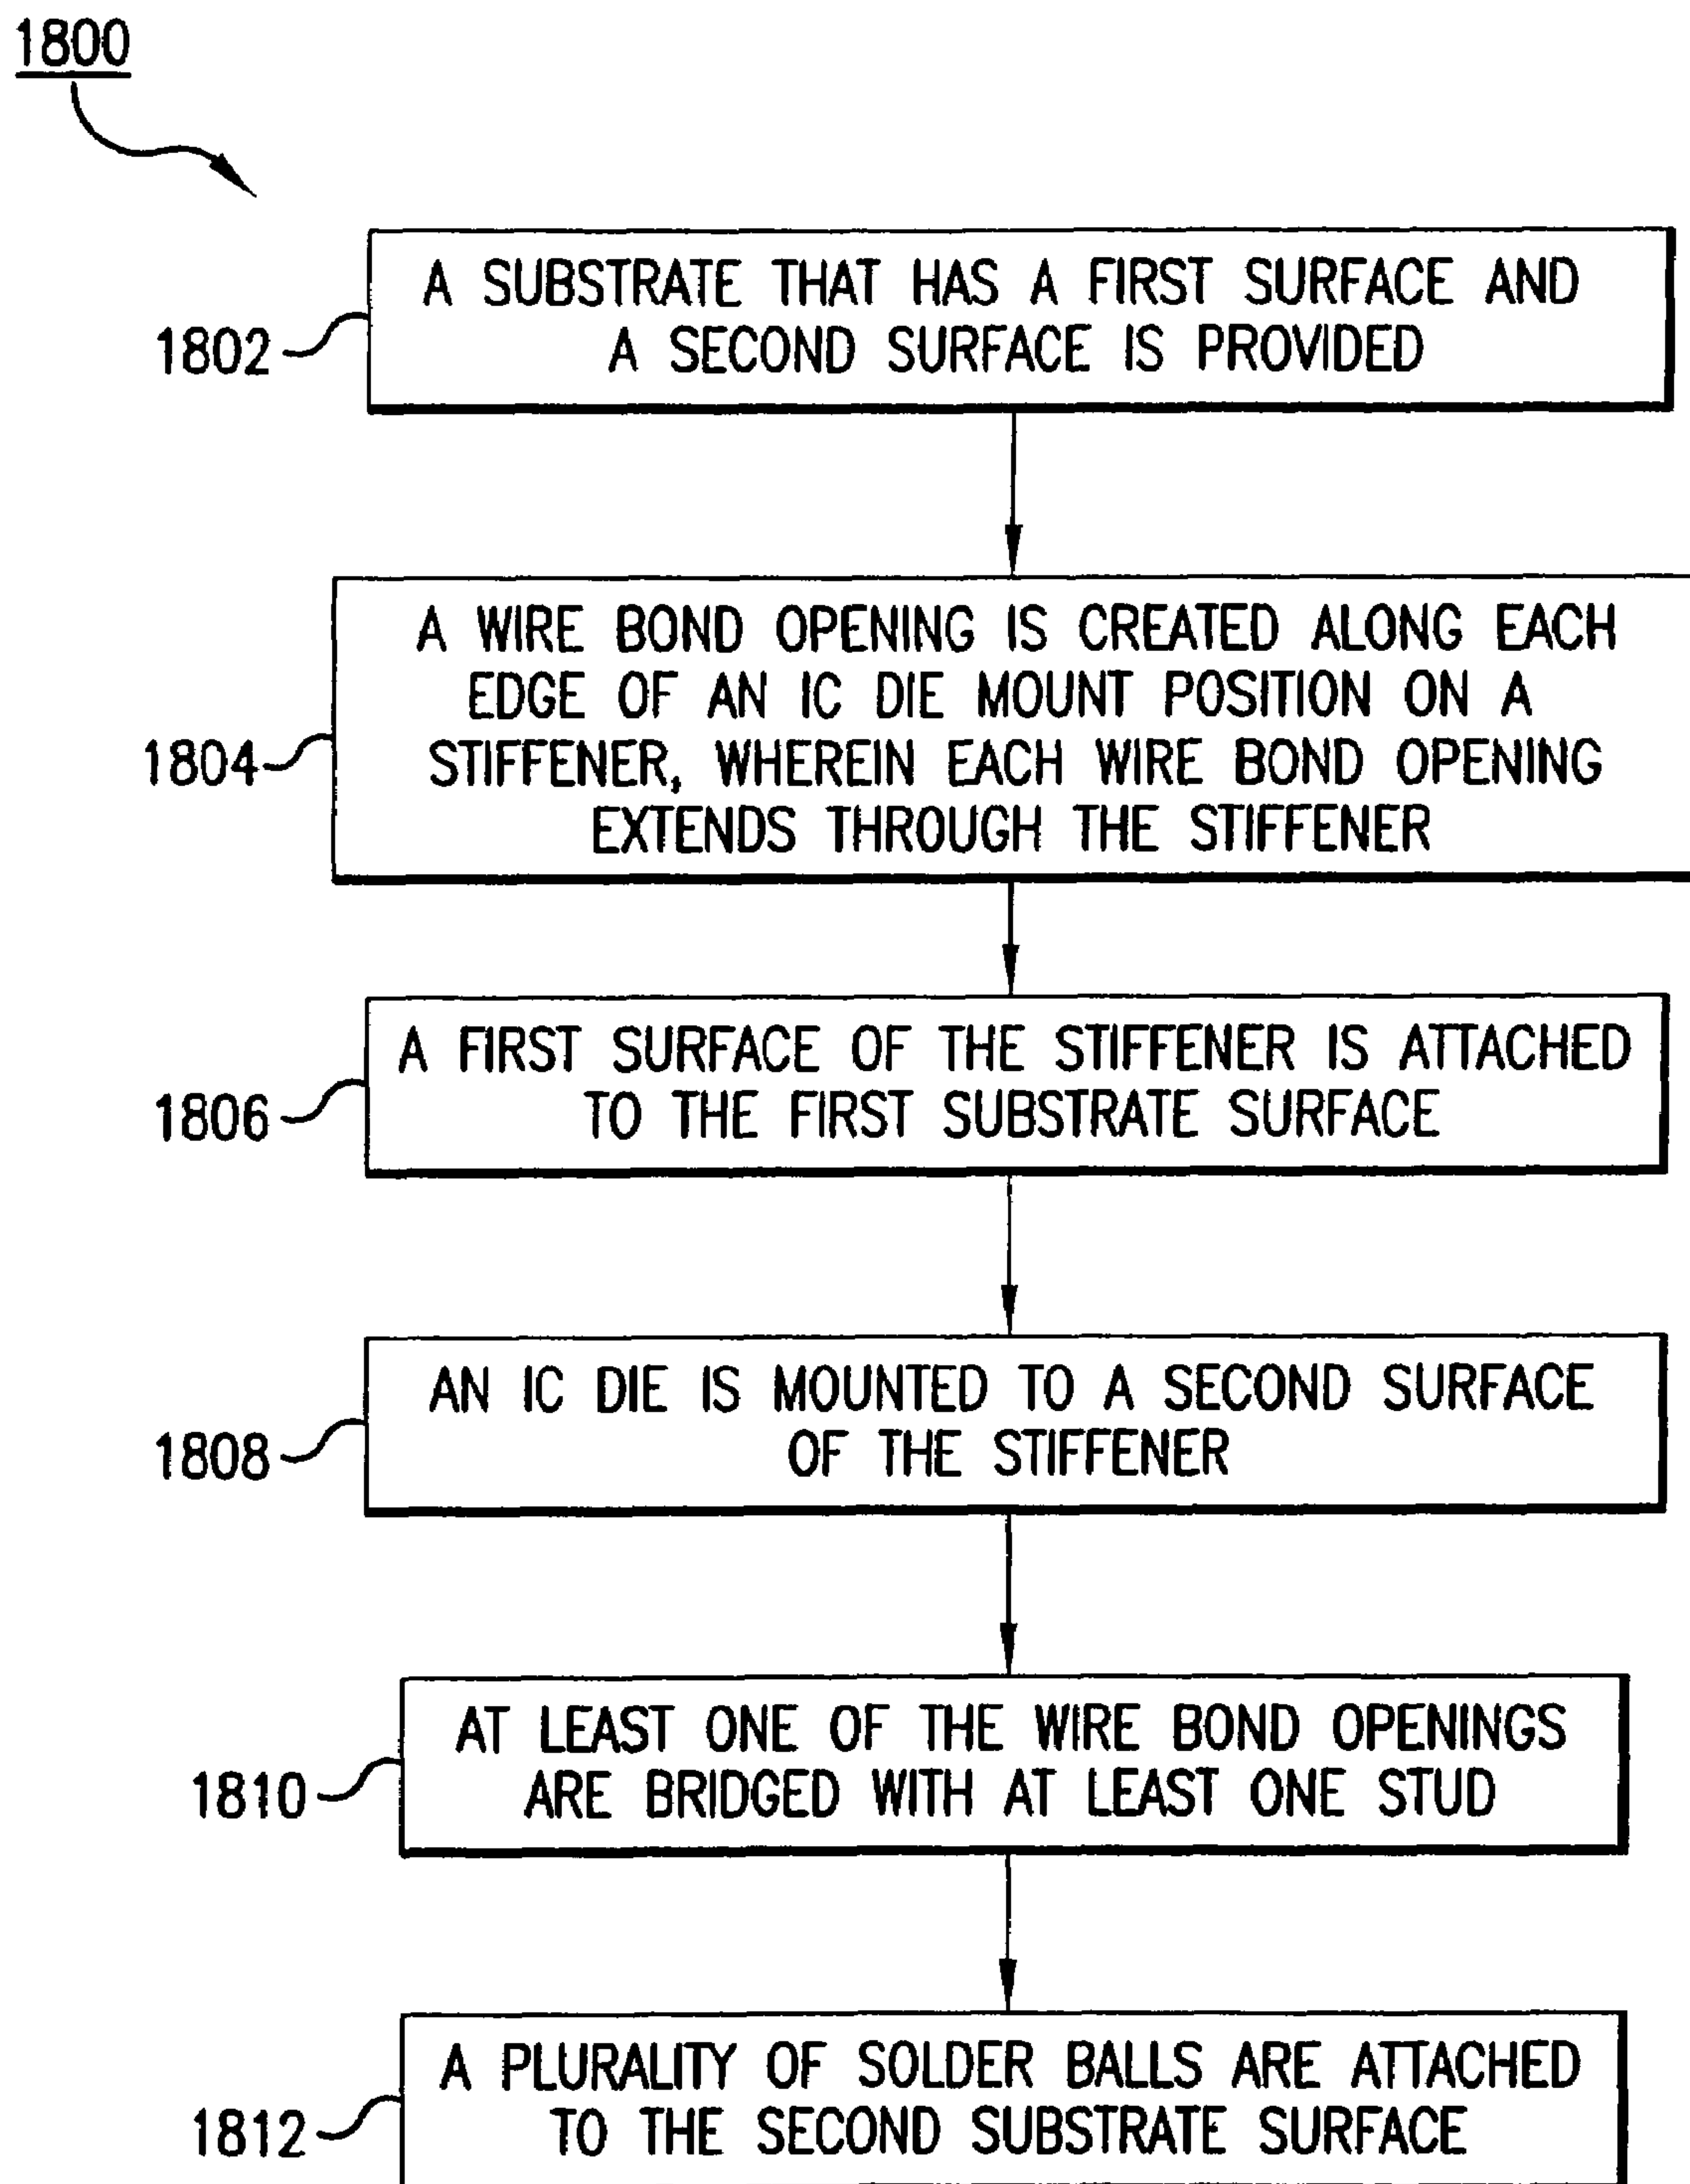 1800
A SUBSTRATE THAT HAS A FIRST SURFACE AND
A SECOND SURFACE IS PROVIDED
1802
A WIRE BOND OPENING IS CREATED ALONG EACH
EDGE OF AN IC DIE MOUNT POSITION ON A
STIFFENER, WHEREIN EACH WIRE BOND OPENING
EXTENDS THROUGH THE STIFFENER
1804
A FIRST SURFACE OF THE STIFFENER IS ATTACHED
TO THE FIRST SUBSTRATE SURFACE
1806
AN IC DIE IS MOUNTED TO A SECOND SURFACE
OF THE STIFFENER
1808
AT LEAST ONE OF THE WIRE BOND OPENINGS
ARE BRIDGED WITH AT LEAST ONE STUD
1810
A PLURALITY OF SOLDER BALLS ARE ATTACHED
TO THE SECOND SUBSTRATE SURFACE
1812